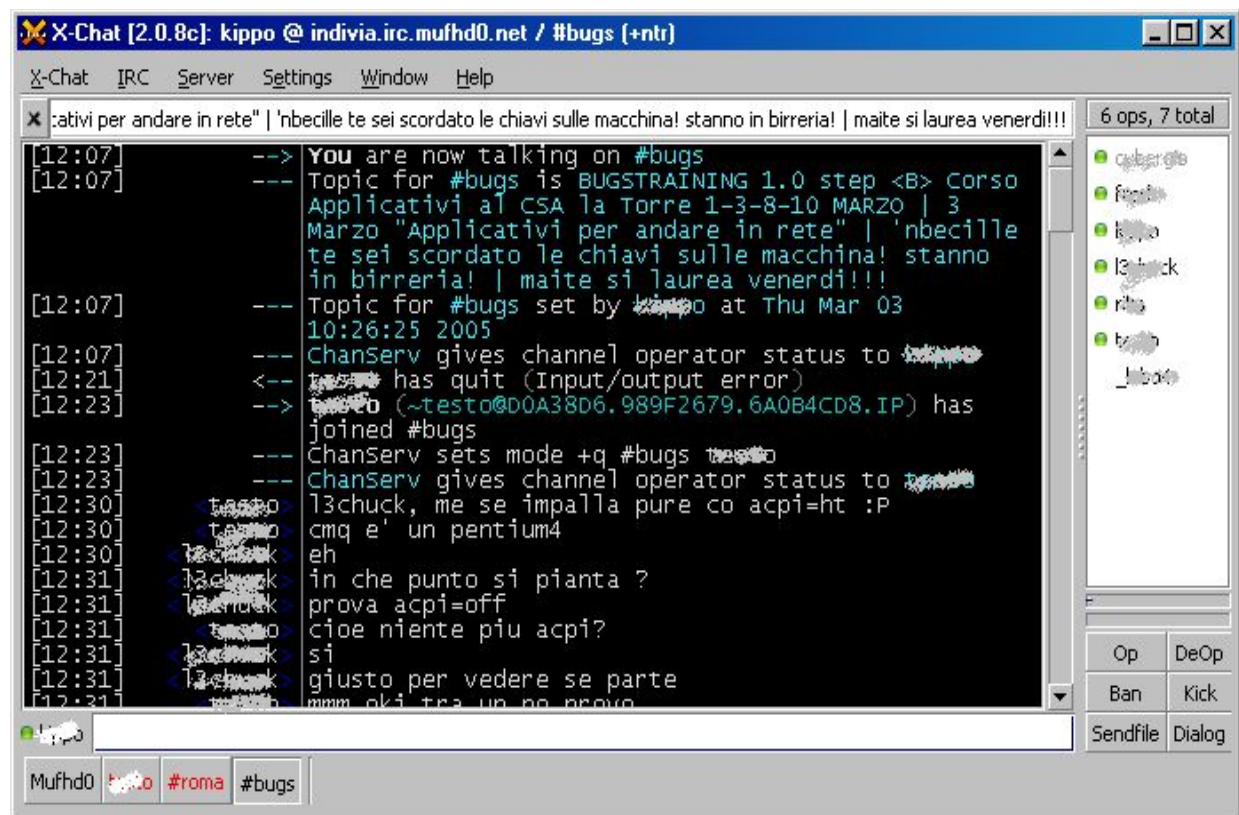 X-Chat [2.0.8c]: kippo @ indivia.irc.mufhd0.net / #bugs (+ntr)
X-Chat IRC Server Settings Window Help
:ativi per andare in rete" | 'nbecille te sei scordato le chiavi sulle macchina! stanno in birreria! | maite si laurea venerdi!!!
6 ops, 7 total
[12:07] --> You are now talking on #bugs
[12:07] --- Topic for #bugs is BUGSTRAINING 1.0 step <B> Corso
Applicativi al CSA la Torre 1-3-8-10 MARZO | 3
Marzo "Applicativi per andare in rete" | 'nbecille
te sei scordato le chiavi sulle macchina! stanno
in birreria! | maite si laurea venerdi!!!
[12:07] --- Topic for #bugs set by at Thu Mar 03
10:26:25 2005
[12:07] --- ChanServ gives channel operator status to
[12:21] <-- has quit (Input/output error)
[12:23] --> (~testo@D0A38D6.989F2679.6A0B4CD8.IP) has
joined #bugs
[12:23] --- ChanServ sets mode +q #bugs
[12:23] --- ChanServ gives channel operator status to
[12:30] l3chuck, me se impalla pure co acpi=ht :P
[12:30] cmq e' un pentium4
[12:30] eh
[12:31] in che punto si pianta ?
[12:31] prova acpi=off
[12:31] cioe niente piu acpi?
[12:31] si
[12:31] giusto per vedere se parte
[12:31] mmm oki tra un po provo
Op DeOp
Ban Kick
Sendfile Dialog
Mufhd0 #roma #bugs